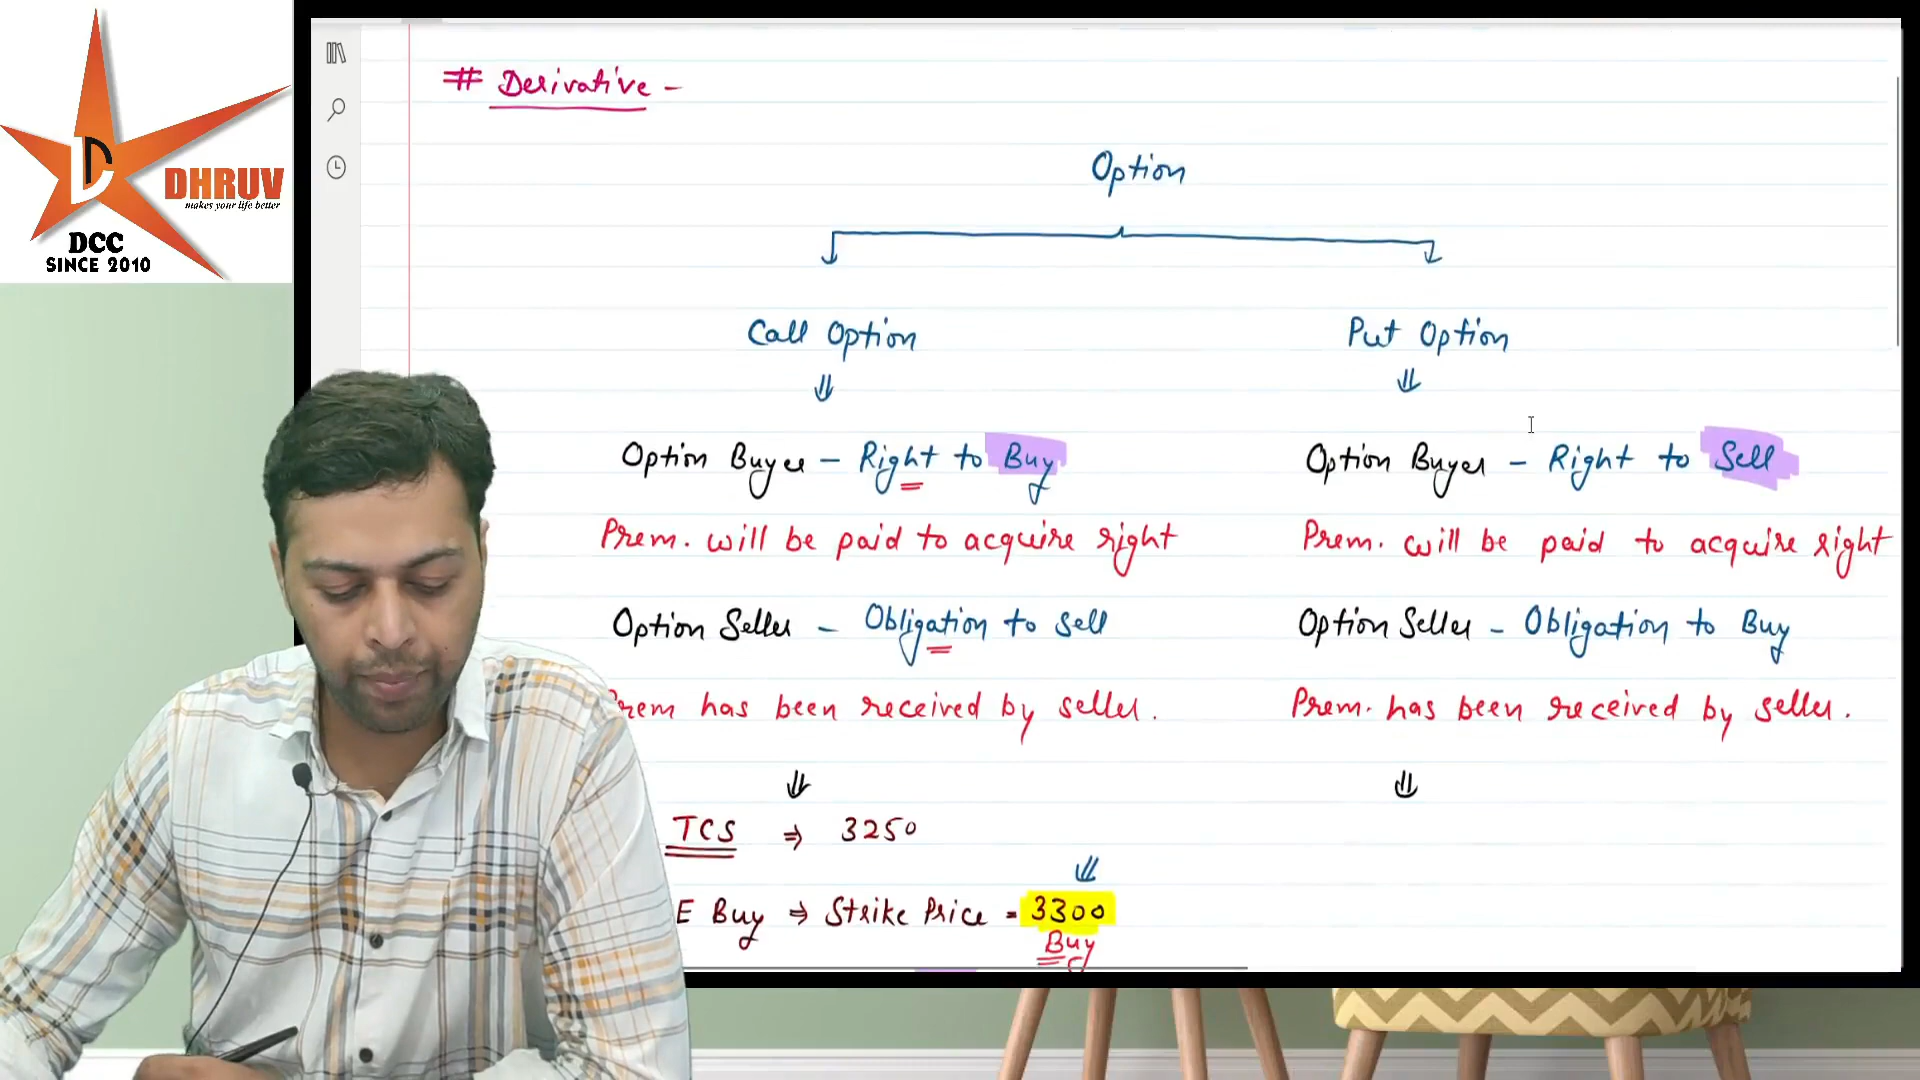 # Derivative -
Option
Call Option
Put Option
Option Buyer - Right to Buy
Option Buyer - Right to Sell
Prem. will be paid to acquire right
Prem. will be paid to acquire right
Option Seller - Obligation to Sell
Option Seller - Obligation to Buy
Prem has been received by seller.
Prem. has been received by seller.
TCS ⇒ 3250
E Buy ⇒ Strike Price = 3300
Buy
DC
DHRUV
makes your life better
DCC
SINCE 2010